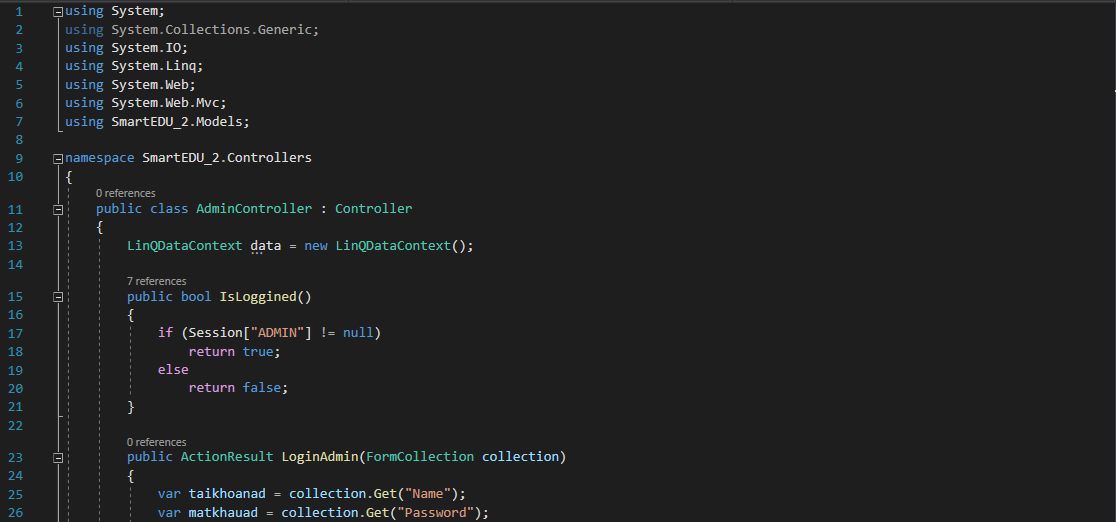 1 using System;
2 using System.Collections.Generic;
3 using System.IO;
4 using System.Linq;
5 using System.Web;
6 using System.Web.Mvc;
7 using SmartEDU_2.Models;
8
9 namespace SmartEDU_2.Controllers
10 {
0 references
11 public class AdminController : Controller
12 {
13 LinQDataContext data = new LinQDataContext();
14
7 references
15 public bool IsLoggined()
16 {
17 if (Session["ADMIN"] != null)
18 return true;
19 else
20 return false;
21 }
22
0 references
23 public ActionResult LoginAdmin(FormCollection collection)
24 {
25 var taikhoanad = collection.Get("Name");
26 var matkhauad = collection.Get("Password");